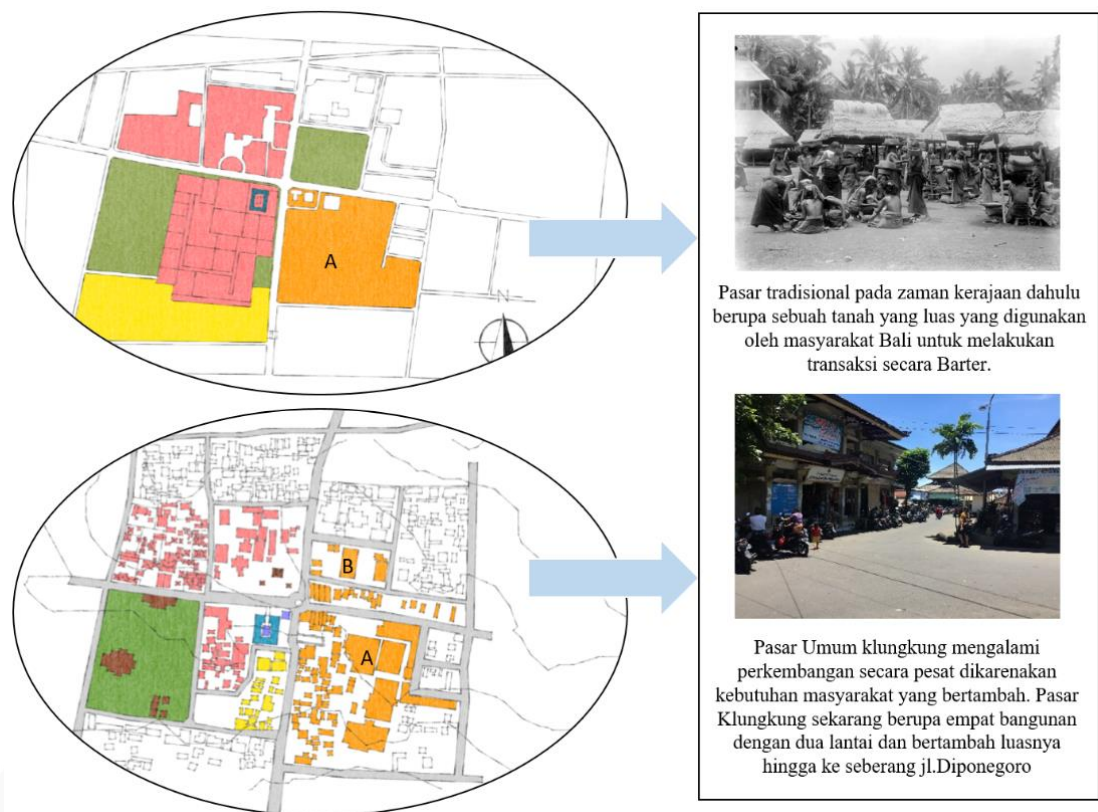 A
N
Pasar tradisional pada zaman kerajaan dahulu
berupa sebuah tanah yang luas yang digunakan
oleh masyarakat Bali untuk melakukan
transaksi secara Barter.
B
A
Pasar Umum klungkung mengalami
perkembangan secara pesat dikarenakan
kebutuhan masyarakat yang bertambah. Pasar
Klungkung sekarang berupa empat bangunan
dengan dua lantai dan bertambah luasnya
hingga ke seberang jl.Diponegoro